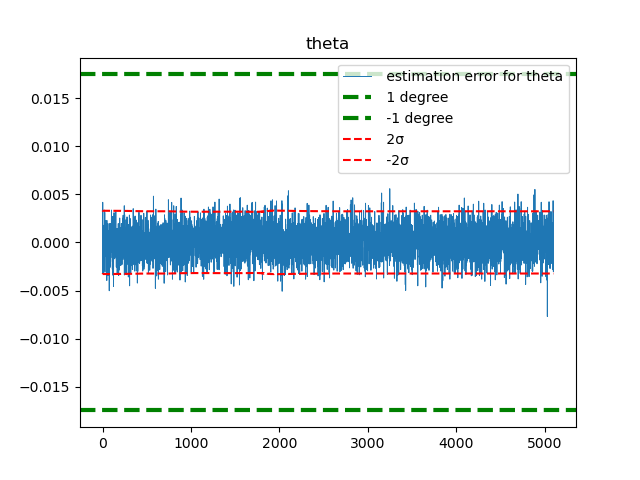 theta
estimation error for theta
1 degree
-1 degree
2σ
-2σ
0.015
0.010
0.005
0.000
−0.005
−0.010
−0.015
0 1000 2000 3000 4000 5000